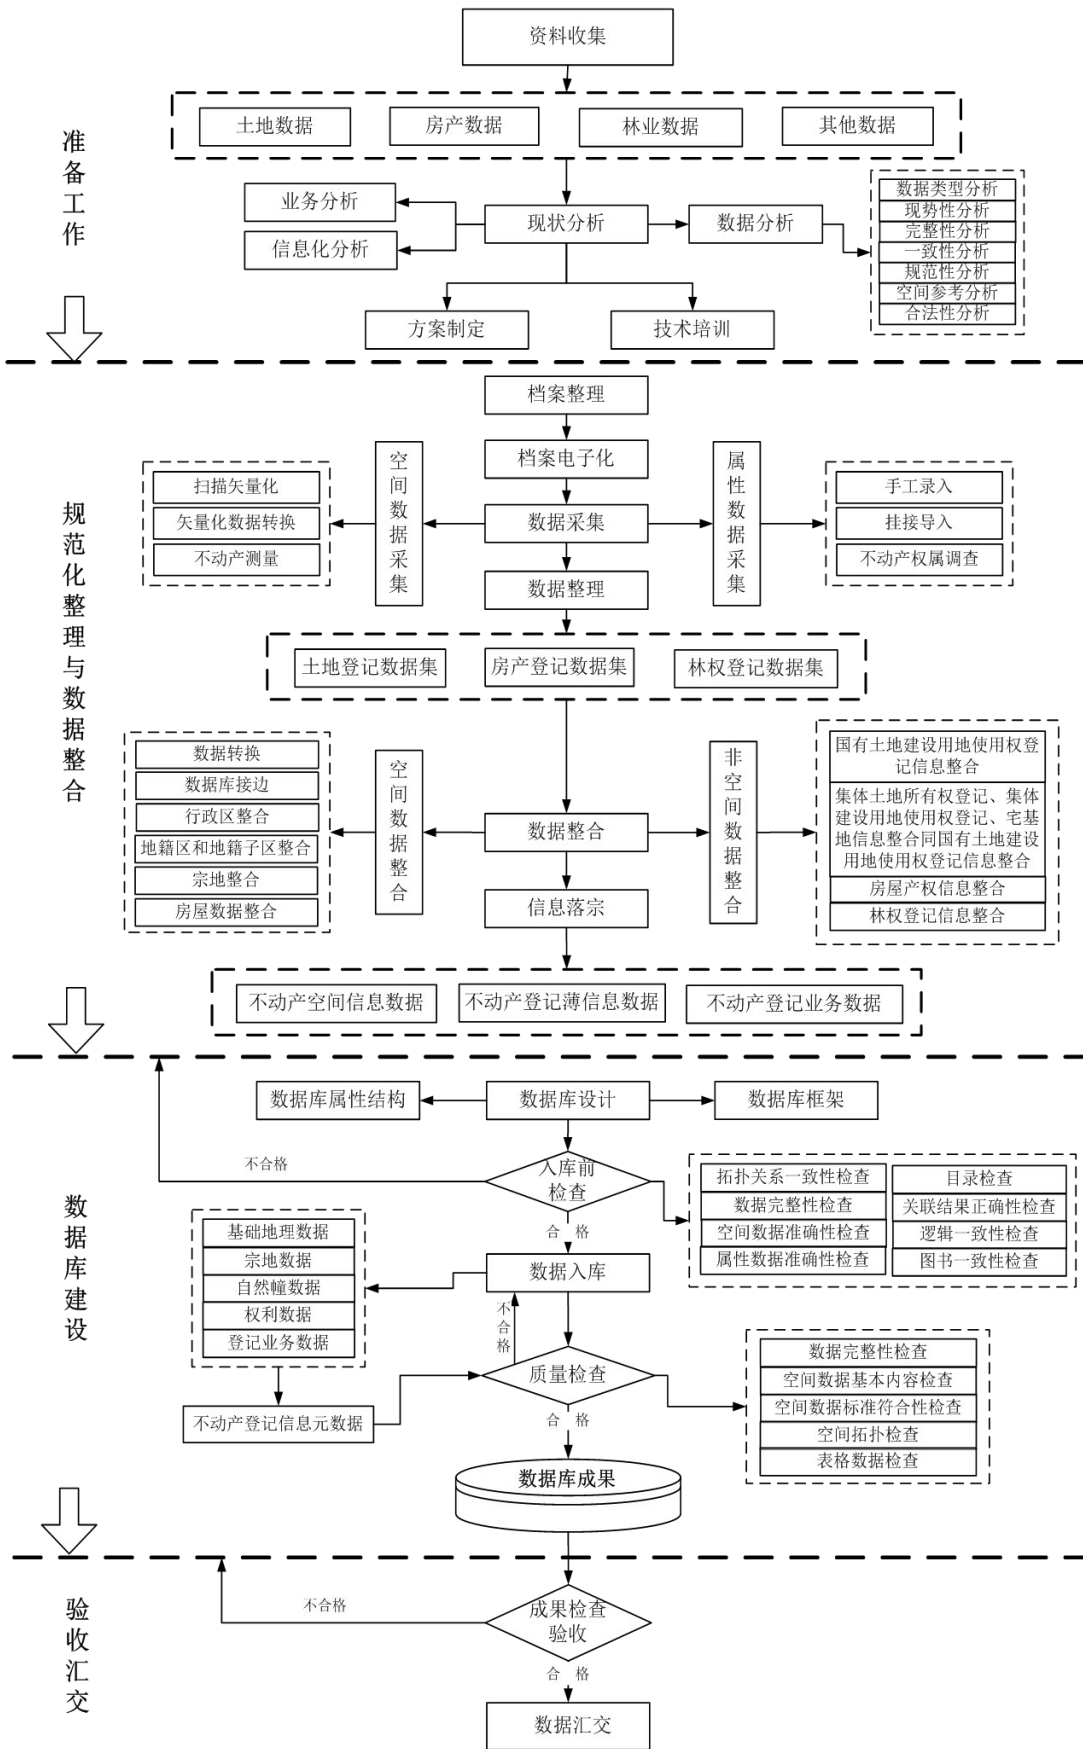 资料收集
土地数据
房产数据
林业数据
其他数据
准备工作
业务分析
信息化分析
现状分析
数据分析
数据类型分析
现势性分析
完整性分析
一致性分析
规范性分析
空间参考分析
合法性分析
方案制定
技术培训
规范化整理与数据整合
档案整理
档案电子化
数据采集
数据整理
空间数据采集
扫描矢量化
矢量化数据转换
不动产测量
属性数据采集
手工录入
挂接导入
不动产权属调查
土地登记数据集
房产登记数据集
林权登记数据集
数据转换
数据库接边
行政区整合
地籍区和地籍子区整合
宗地整合
房屋数据整合
空间数据整合
数据整合
信息落宗
非空间数据整合
国有土地建设用地使用权登
记信息整合
集体土地所有权登记、集体
建设用地使用权登记、宅基
地信息整合同国有土地建设
用地使用权登记信息整合
房屋产权信息整合
林权登记信息整合
不动产空间信息数据
不动产登记薄信息数据
不动产登记业务数据
数据库建设
数据库属性结构
数据库设计
数据库框架
不合格
入库前
检查
合 格
拓扑关系一致性检查
数据完整性检查
空间数据准确性检查
属性数据准确性检查
目录检查
关联结果正确性检查
逻辑一致性检查
图书一致性检查
基础地理数据
宗地数据
自然幢数据
权利数据
登记业务数据
数据入库
不合格
质量检查
不动产登记信息元数据
合 格
数据完整性检查
空间数据基本内容检查
空间数据标准符合性检查
空间拓扑检查
表格数据检查
数据库成果
验收汇交
不合格
成果检查
验收
合 格
数据汇交